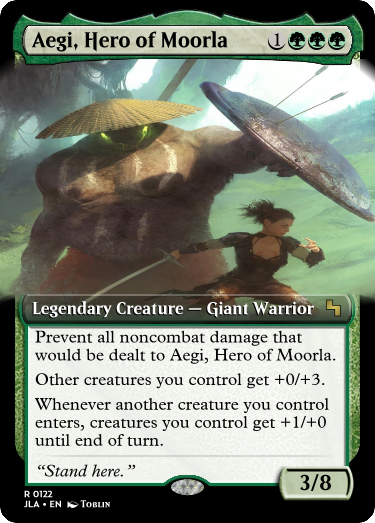 Aegi, Hero of Moorla 1
Legendary Creature — Giant Warrior
Prevent all noncombat damage that
would be dealt to Aegi, Hero of Moorla.
Other creatures you control get +0/+3.
Whenever another creature you control
enters, creatures you control get +1/+0
until end of turn.
“Stand here.”
3/8
R 0122
JLA • EN Toblin